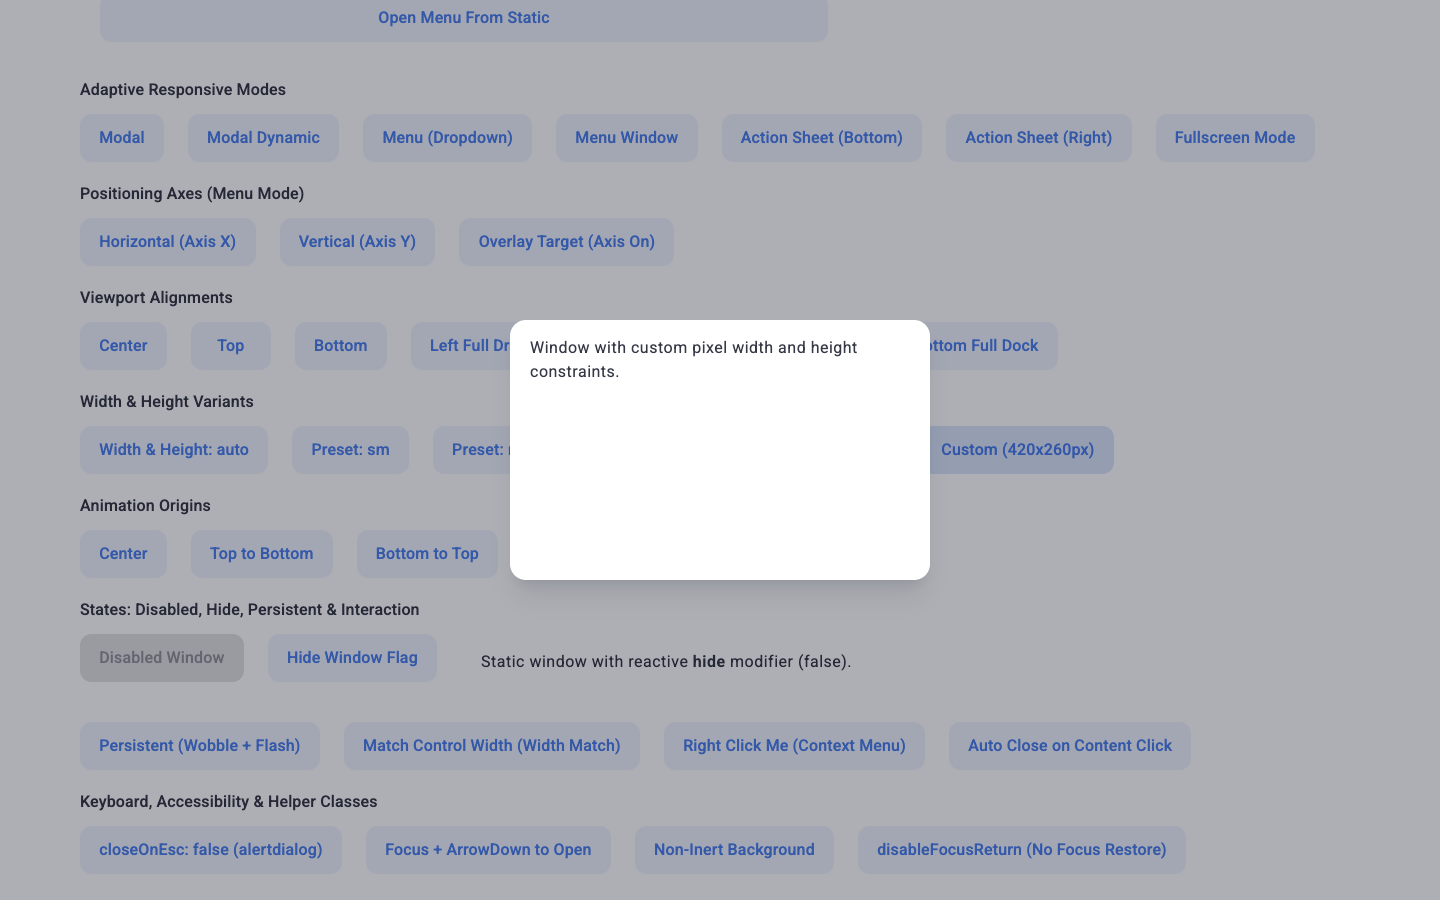 Open Menu From Static
Adaptive Responsive Modes
Modal Modal Dynamic Menu (Dropdown) Menu Window Action Sheet (Bottom) Action Sheet (Right) Fullscreen Mode
Positioning Axes (Menu Mode)
Horizontal (Axis X) Vertical (Axis Y) Overlay Target (Axis On)
Viewport Alignments
Center Top Bottom Left Full Full Dock
Window with custom pixel width and height
constraints.
Width & Height Variants
Width & Height: auto Preset: sm Preset: Custom (420x260px)
Animation Origins
Center Top to Bottom Bottom to Top
States: Disabled, Hide, Persistent & Interaction
Disabled Window Hide Window Flag Static window with reactive hide modifier (false).
Persistent (Wobble + Flash) Match Control Width (Width Match) Right Click Me (Context Menu) Auto Close on Content Click
Keyboard, Accessibility & Helper Classes
closeOnEsc: false (alertdialog) Focus + ArrowDown to Open Non-Inert Background disableFocusReturn (No Focus Restore)